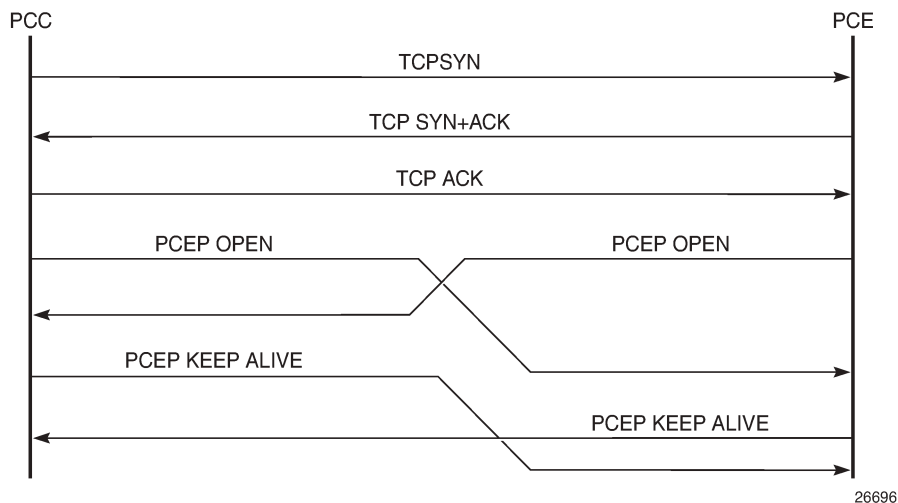 PCC
PCE
TCPSYN
TCP SYN+ACK
TCP ACK
PCEP OPEN
PCEP OPEN
PCEP KEEP ALIVE
PCEP KEEP ALIVE
26696